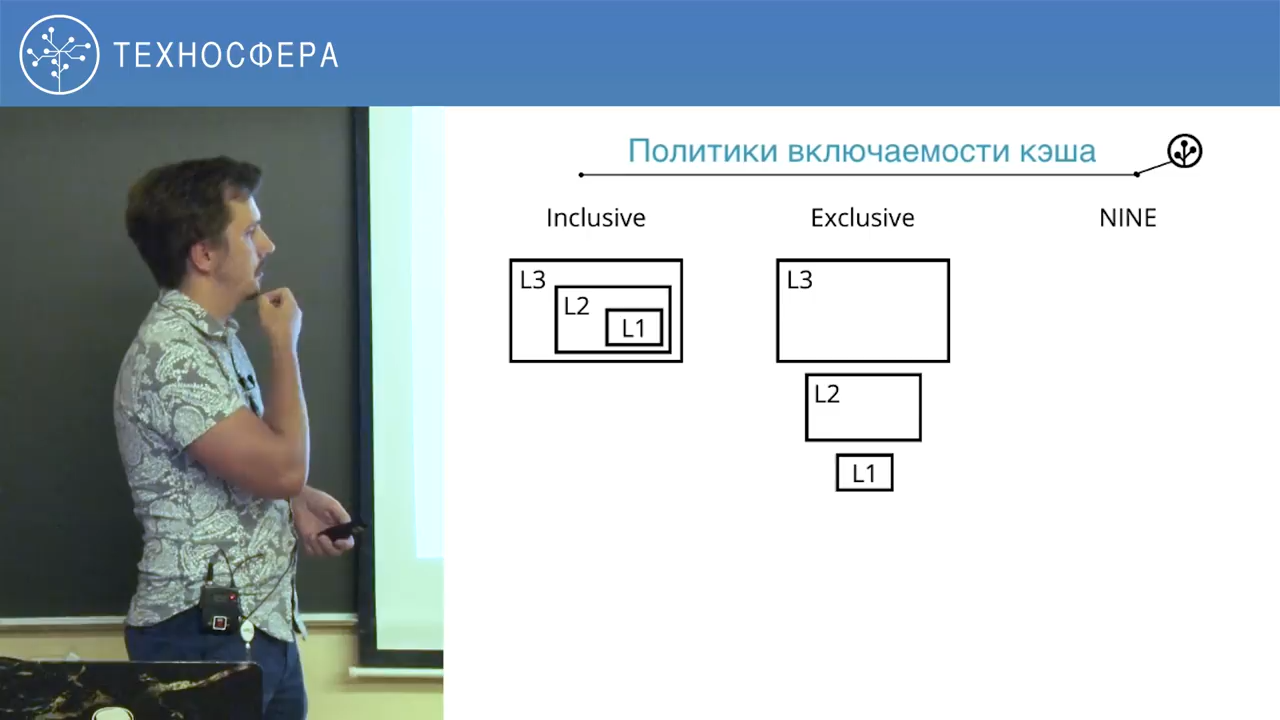 ТЕХНОСФЕРА
Политики включаемости кэша
Inclusive
Exclusive
NINE
L3
L2
L1
L3
L2
L1